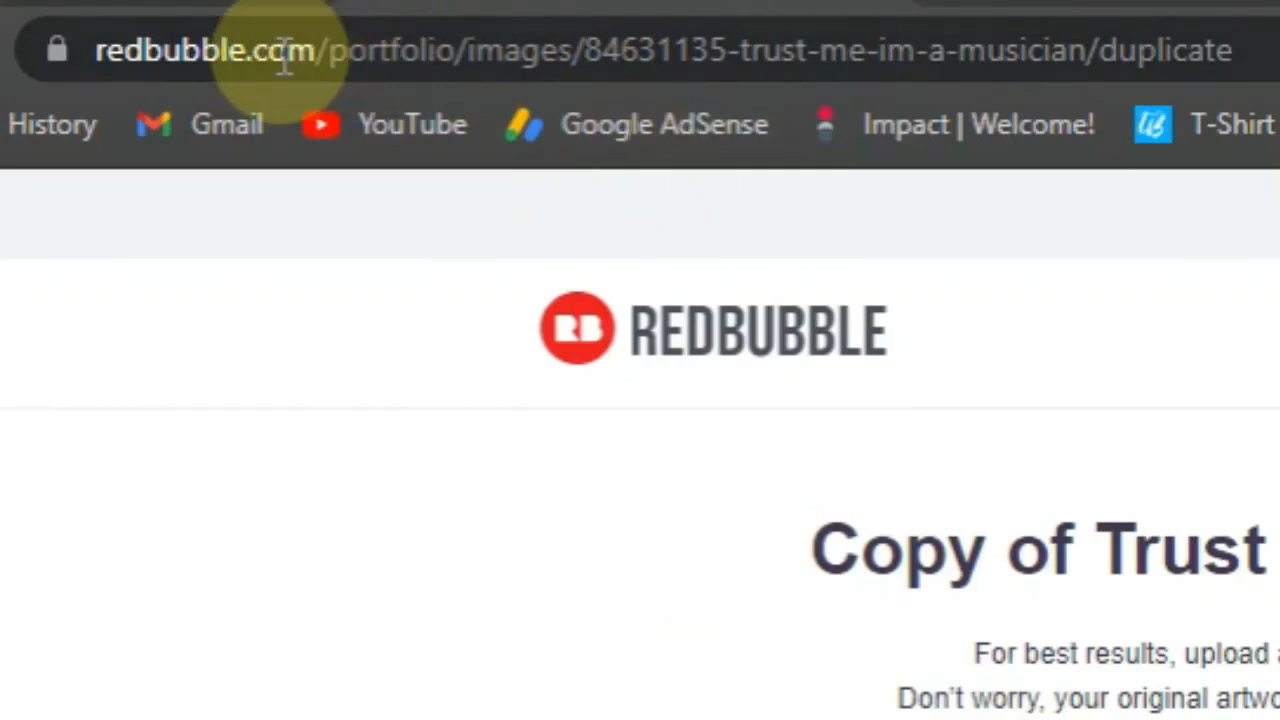 redbubble.com/portfolio/images/84631135-trust-me-im-a-musician/duplicate
History Gmail YouTube Google AdSense Impact | Welcome! T-Shirt
RB REDBUBBLE
Copy of Trust
For best results, upload
Don't worry, your original